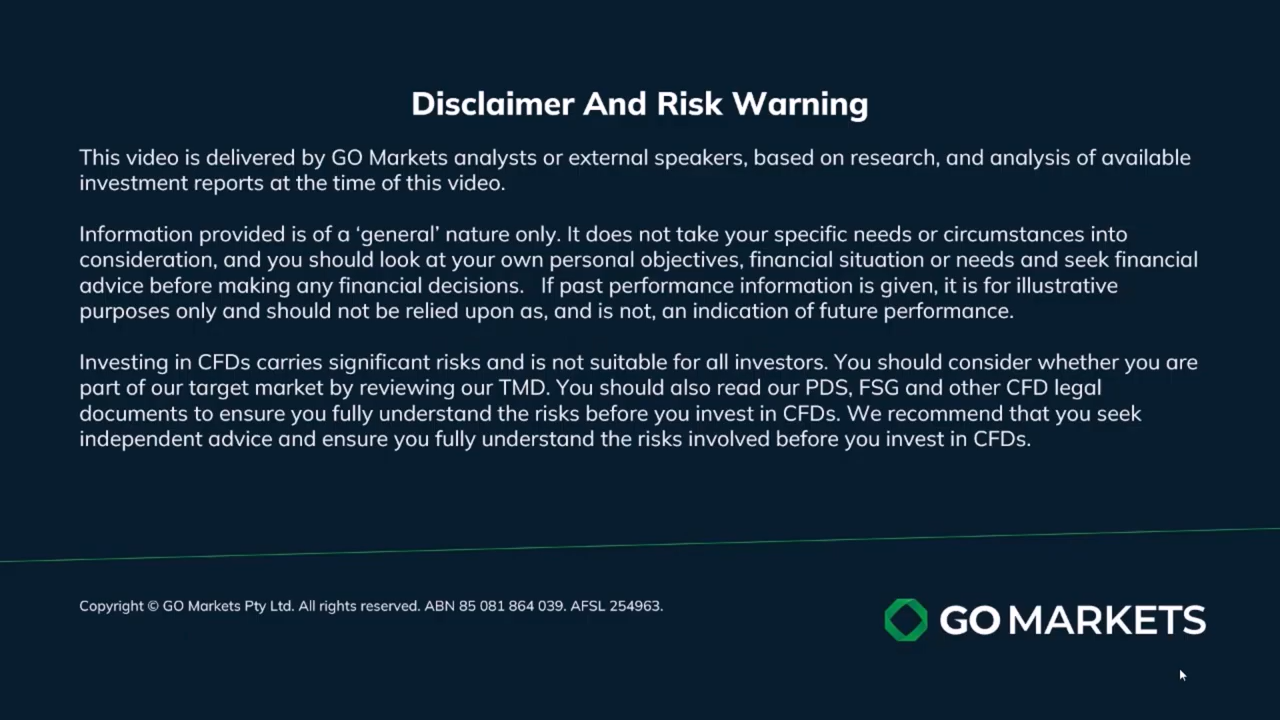 Disclaimer And Risk Warning
This video is delivered by GO Markets analysts or external speakers, based on research, and analysis of available
investment reports at the time of this video.
Information provided is of a ‘general’ nature only. It does not take your specific needs or circumstances into
consideration, and you should look at your own personal objectives, financial situation or needs and seek financial
advice before making any financial decisions.   If past performance information is given, it is for illustrative
purposes only and should not be relied upon as, and is not, an indication of future performance.
Investing in CFDs carries significant risks and is not suitable for all investors. You should consider whether you are
part of our target market by reviewing our TMD. You should also read our PDS, FSG and other CFD legal
documents to ensure you fully understand the risks before you invest in CFDs. We recommend that you seek
independent advice and ensure you fully understand the risks involved before you invest in CFDs.
Copyright © GO Markets Pty Ltd. All rights reserved. ABN 85 081 864 039. AFSL 254963.
GO MARKETS